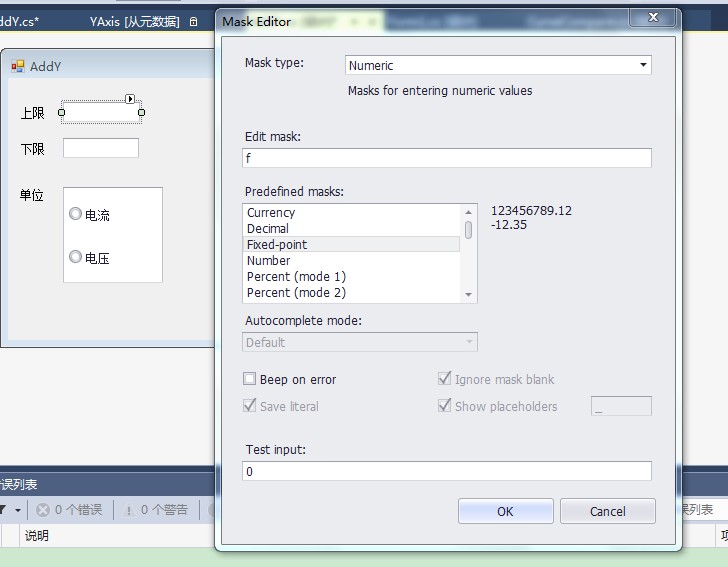 ddY.cs*
YAxis [从元数据]
Mask Editor
AddY
上限
下限
单位
电流
电压
Mask type:
Numeric
Masks for entering numeric values
Edit mask:
f
Predefined masks:
Currency
Decimal
Fixed-point
Number
Percent (mode 1)
Percent (mode 2)
123456789.12
-12.35
Autocomplete mode:
Default
Beep on error
Ignore mask blank
Save literal
Show placeholders
_
Test input:
0
OK
Cancel
误列表
0 个错误
0 个警告
误列表
说明
项